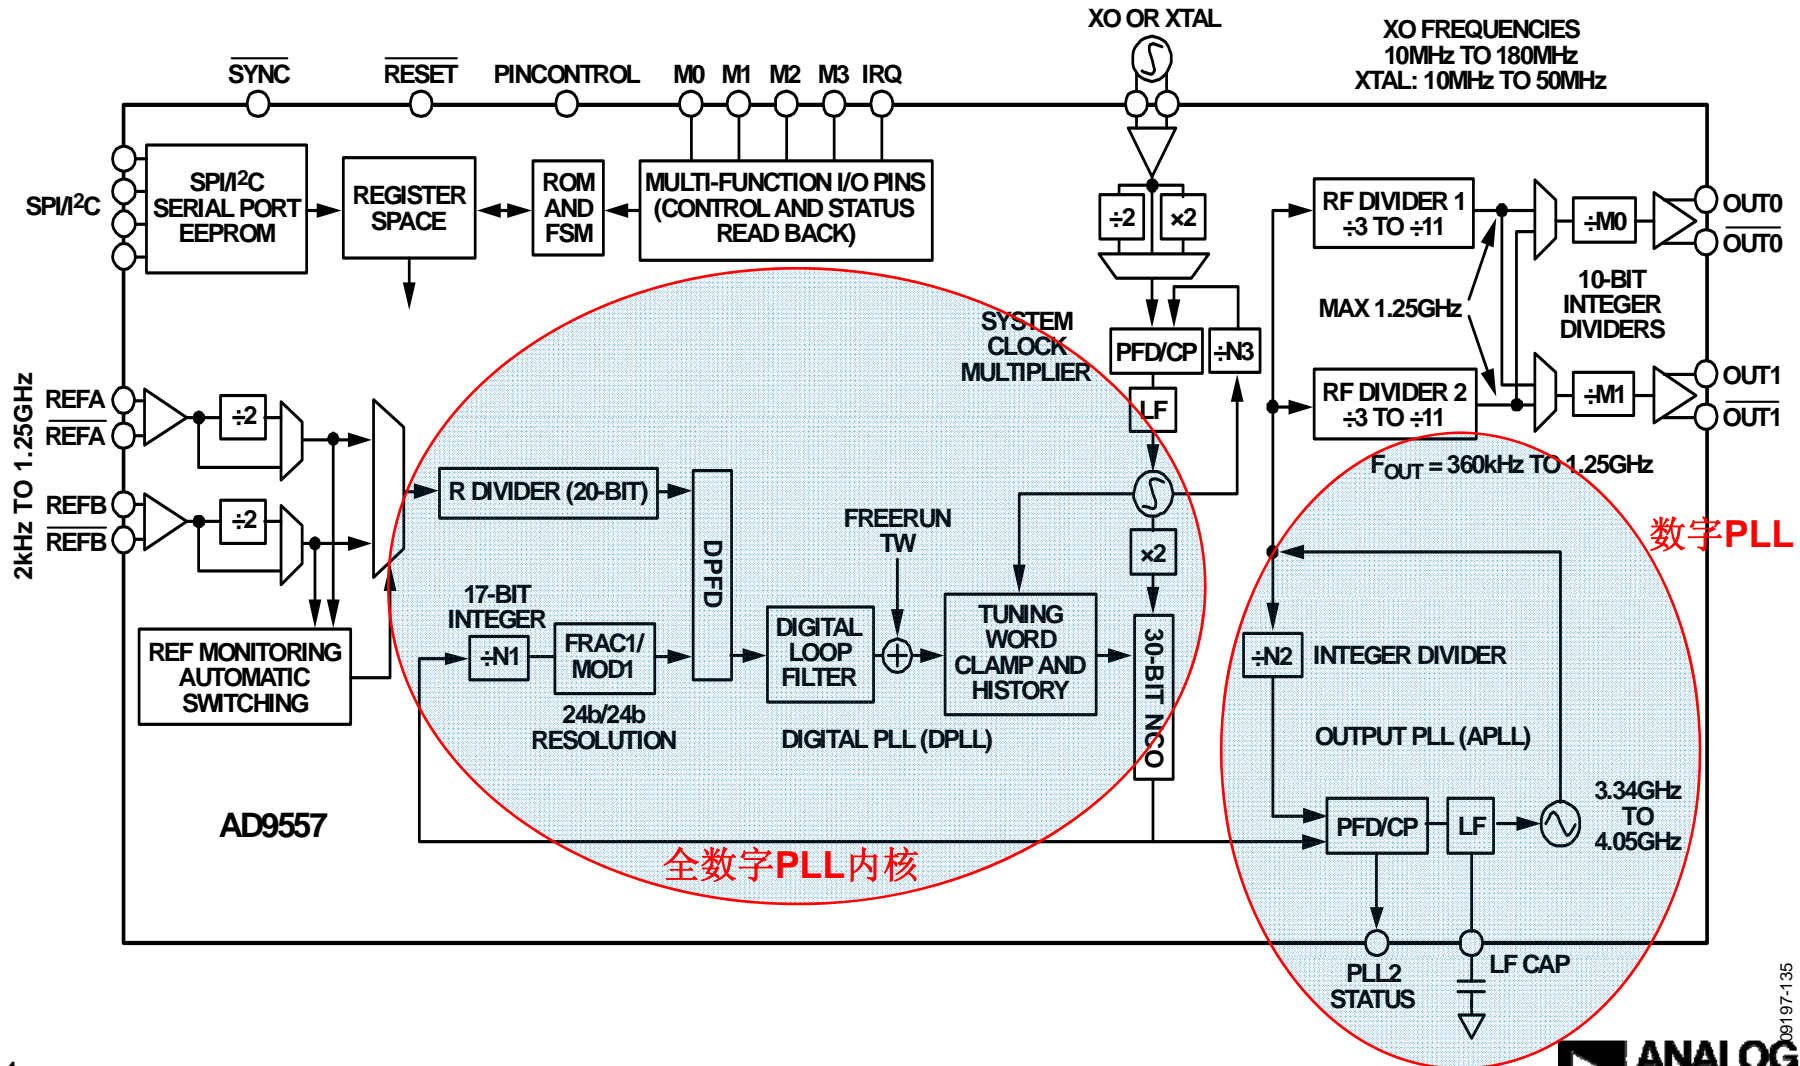 XO OR XTAL
XO FREQUENCIES
10MHz TO 180MHz
XTAL: 10MHz TO 50MHz
SYNC
RESET
PINCONTROL
M0
M1
M2
M3
IRQ
SPI/I2C
SPI/I2C
SERIAL PORT
EEPROM
REGISTER
SPACE
ROM
AND
FSM
MULTI-FUNCTION I/O PINS
(CONTROL AND STATUS
READ BACK)
÷2
×2
RF DIVIDER 1
÷3 TO ÷11
÷M0
OUT0
OUT0
MAX 1.25GHz
10-BIT
INTEGER
DIVIDERS
SYSTEM
CLOCK
MULTIPLIER
PFD/CP
÷N3
LF
RF DIVIDER 2
÷3 TO ÷11
÷M1
OUT1
OUT1
FOUT = 360kHz TO 1.25GHz
2kHz TO 1.25GHz
REFA
REFA
÷2
REFB
REFB
÷2
R DIVIDER (20-BIT)
DPFD
FREERUN
TW
×2
数字PLL
17-BIT
INTEGER
÷N1
FRAC1/
MOD1
24b/24b
RESOLUTION
DIGITAL
LOOP
FILTER
TUNING
WORD
CLAMP AND
HISTORY
30-BIT NCO
DIGITAL PLL (DPLL)
REF MONITORING
AUTOMATIC
SWITCHING
÷N2
INTEGER DIVIDER
OUTPUT PLL (APLL)
3.34GHz
TO
4.05GHz
PFD/CP
LF
AD9557
全数字PLL内核
PLL2
STATUS
LF CAP
09197-135
ANALOG